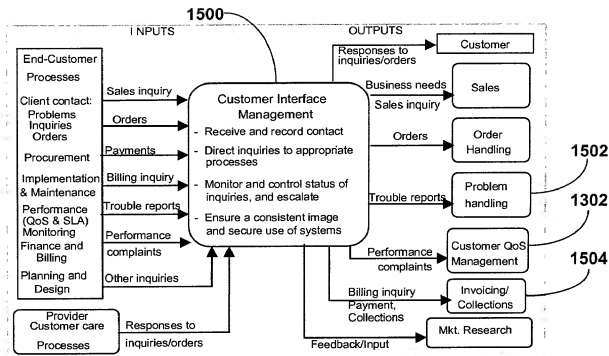 1500
INPUTS
OUTPUTS
End-Customer
Processes
Client contact:
Problems
Inquiries
Orders
Procurement
Implementation
& Maintenance
Performance
(QoS & SLA)
Monitoring
Finance and
Billing
Planning and
Design
Sales inquiry
Orders
Payments
Billing inquiry
Trouble reports
Performance
complaints
Other inquiries
Provider
Customer care
Processes
Responses to
inquiries/orders
Customer Interface
Management
- Receive and record contact
- Direct inquiries to appropriate
processes
- Monitor and control status of
inquiries, and escalate
- Ensure a consistent image
and secure use of systems
Responses to
inquiries/orders
Customer
Business needs
Sales inquiry
Sales
Orders
Order
Handling
Trouble reports
Problem
handling
1502
Performance
complaints
Customer QoS
Management
1302
Billing inquiry
Payment,
Collections
Invoicing/
Collections
1504
Feedback/Input
Mkt. Research